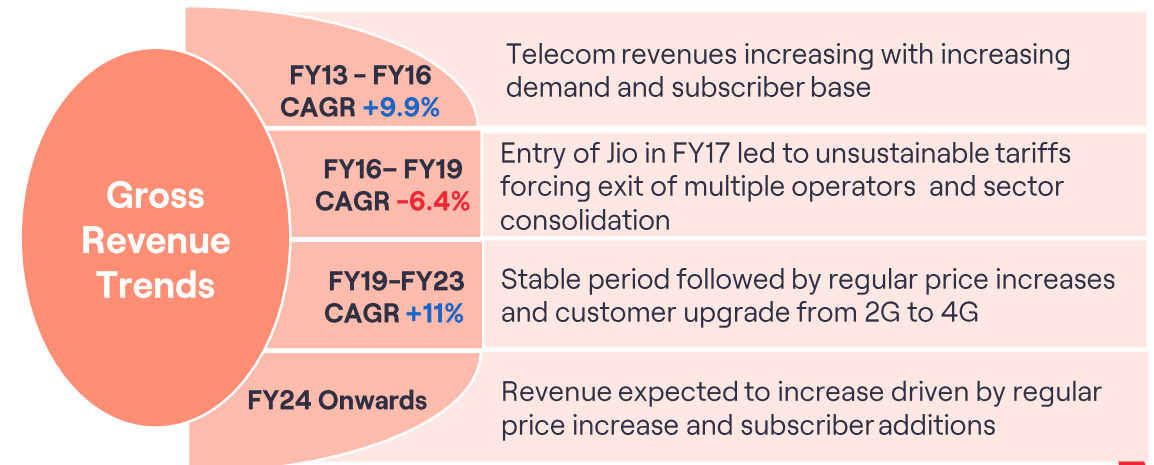 Gross
Revenue
Trends
FY13 – FY16
CAGR +9.9%
Telecom revenues increasing with increasing
demand and subscriber base
FY16– FY19
CAGR -6.4%
Entry of Jio in FY17 led to unsustainable tariffs
forcing exit of multiple operators  and sector
consolidation
FY19-FY23
CAGR +11%
Stable period followed by regular price increases
and customer upgrade from 2G to 4G
FY24 Onwards
Revenue expected to increase driven by regular
price increase and subscriber additions